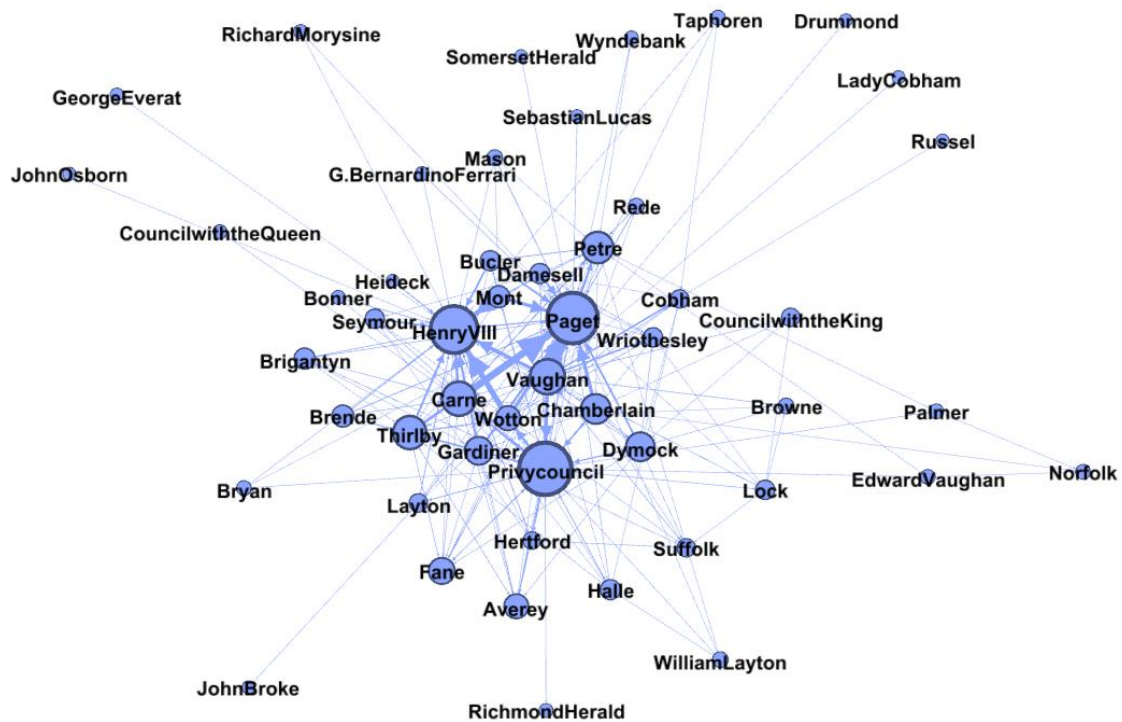 Taphoren
Drummond
RichardMorysine
Wyndebank
SomersetHerald
LadyCobham
GeorgeEverat
SebastianLucas
Russel
Mason
JohnOsborn
G.BernardinoFerrari
Rede
CouncilwiththeQueen
Petre
Bucler
Damesell
Heideck
Bonner
Mont
Cobham
Seymour
HenryVIII
Paget
CouncilwiththeKing
Wriothesley
Brigantyn
Vaughan
Carne
Brende
Wotton
Chamberlain
Browne
Palmer
Thirlby
Gardiner
Dymock
Privycouncil
Bryan
Layton
Lock
EdwardVaughan
Norfolk
Hertford
Suffolk
Fane
Halle
Averey
WilliamLayton
JohnBroke
RichmondHerald